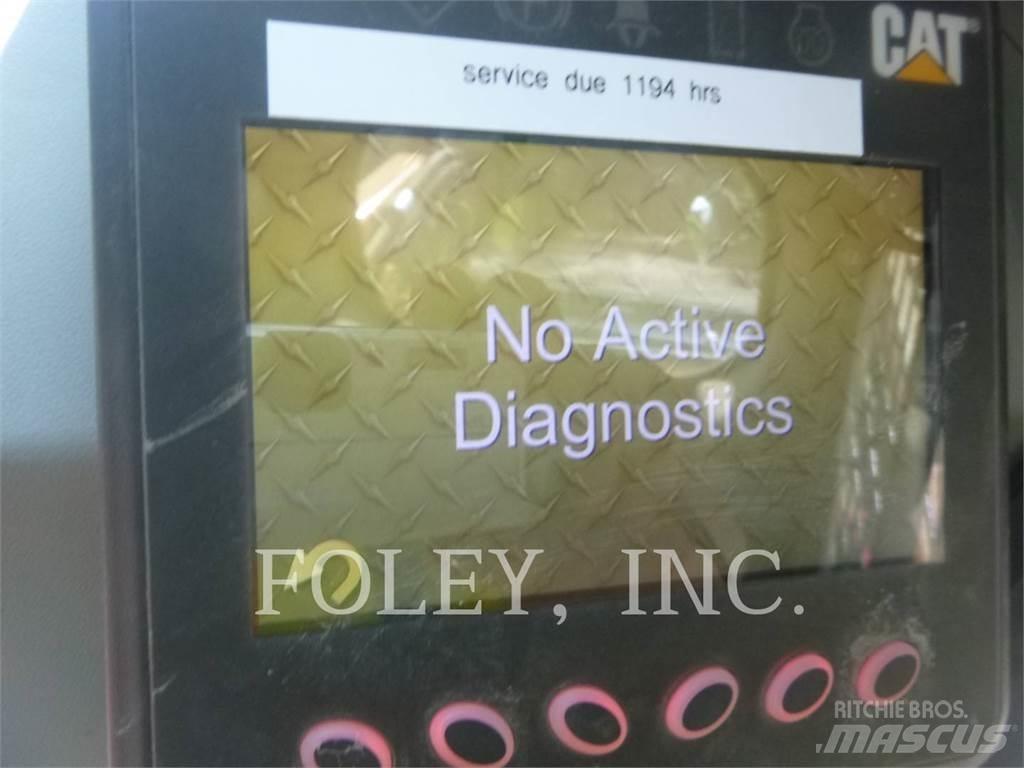 CAT
service due 1194 hrs
No Active
Diagnostics
FOLEY, INC.
RITCHIE BROS.
MASCUS